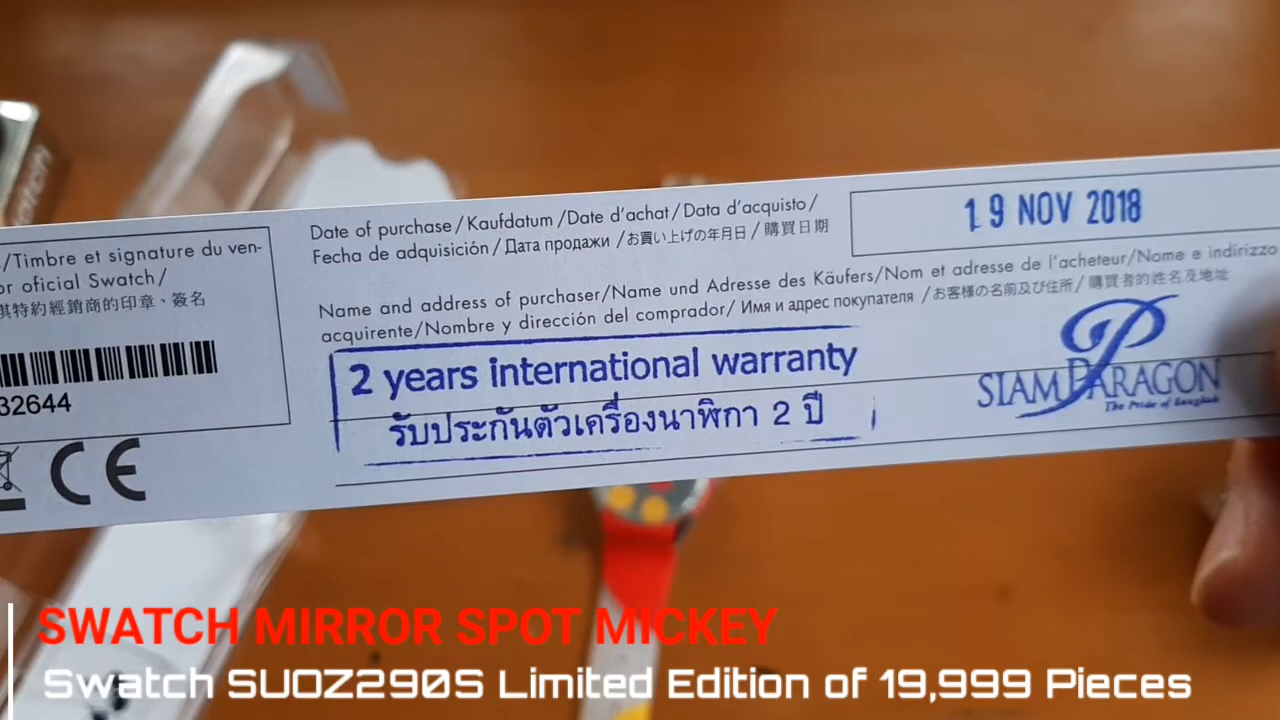 /Timbre et signature du ven-
or oficial Swatch/
淇特約經銷商的印章、簽名
32644
CE
Date of purchase/Kaufdatum/Date d'achat/Data d'acquisto/
Fecha de adquisición/Дата продажи/お買い上げの年月日/購買日期
19 NOV 2018
Name and address of purchaser/Name und Adresse des Käufers/Nom et adresse de l'acheteur/Nome e indirizzo
acquirente/Nombre y dirección del comprador/Имя и адрес покупателя/お客様の名前及び住所/購買者的姓名及地址
2 years international warranty
รับประกันตัวเครื่องนาฬิกา 2 ปี
SIAM PARAGON
The Pride of Bangkok
SWATCH MIRROR SPOT MICKEY
Swatch SUOZ290S Limited Edition of 19,999 Pieces